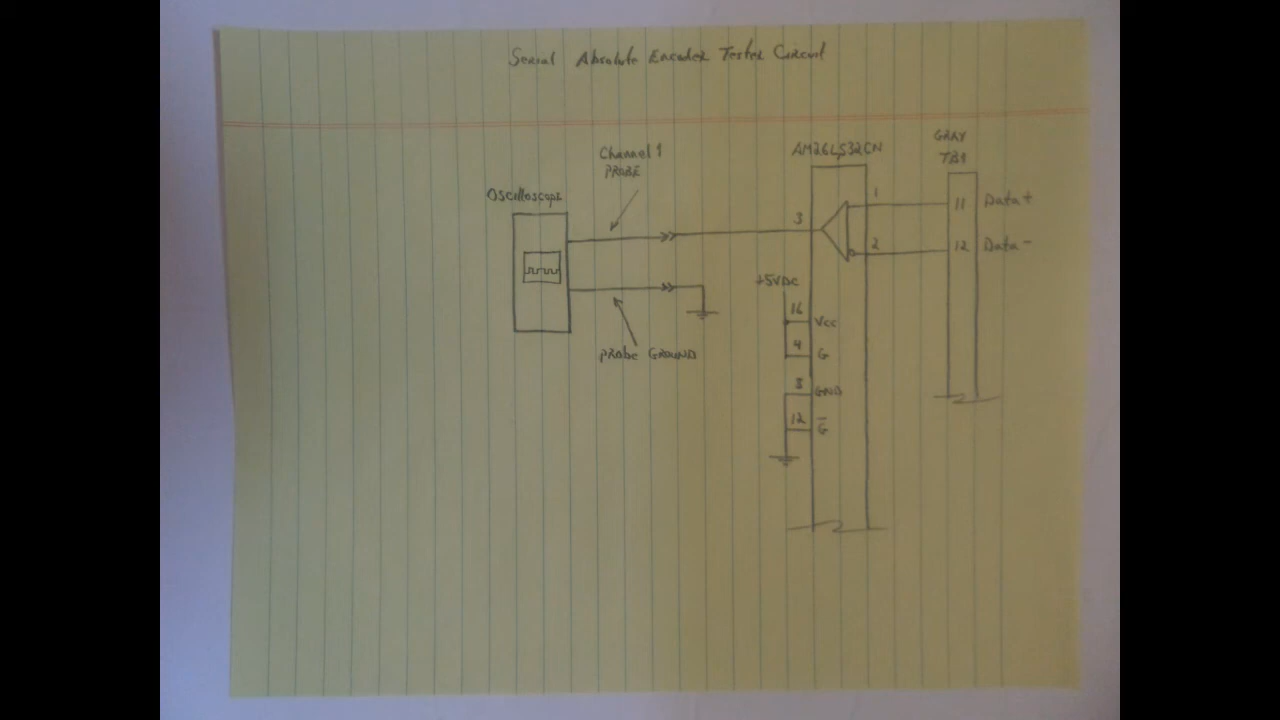 Serial Absolute Encoder Tester Circuit
Channel 1
PROBE
Oscilloscope
AM26LS32CN
GRAY
TB1
1
11 Data+
3
2
12 Data-
+5VDC
16 Vcc
4 G
Probe GROUND
8 GND
12 G̅